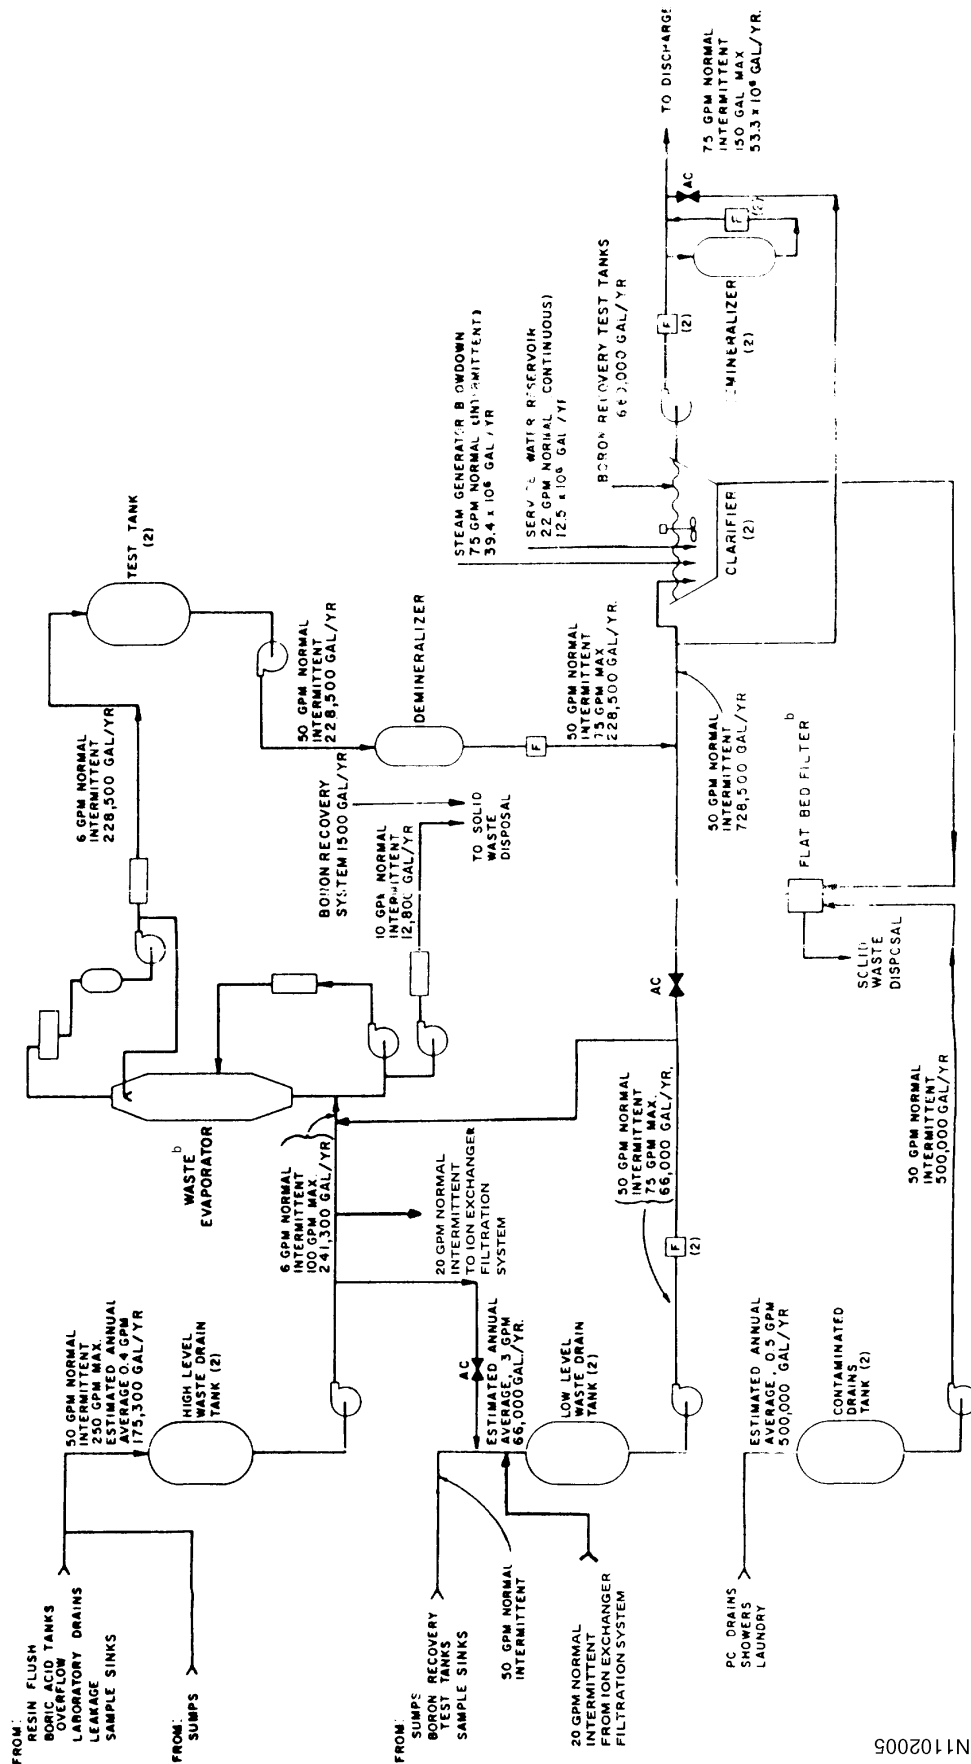 FROM:
RESIN FLUSH
BORIC ACID TANKS
OVERFLOW
LABORATORY DRAINS
LEAKAGE
SAMPLE SINKS
FROM:
SUMPS
50 GPM NORMAL
INTERMITTENT
250 GPM MAX.
ESTIMATED ANNUAL
AVERAGE 0.4 GPM
175,300 GAL/YR
HIGH LEVEL
WASTE DRAIN
TANK (2)
6 GPM NORMAL
INTERMITTENT
100 GPM MAX.
241,300 GAL/YR.
WASTE b
EVAPORATOR
20 GPM NORMAL
INTERMITTENT
TO ION EXCHANGER
FILTRATION
SYSTEM
6 GPM NORMAL
INTERMITTENT
228,500 GAL/YR
TEST TANK
(2)
50 GPM NORMAL
INTERMITTENT
228,500 GAL/YR
DEMINERALIZER
F
50 GPM NORMAL
INTERMITTENT
75 GPM MAX
228,500 GAL/YR.
BORON RECOVERY
SYSTEM 1500 GAL/YR
10 GPM NORMAL
INTERMITTENT
12,800 GAL/YR
TO SOLID
WASTE
DISPOSAL
FROM:
SUMPS
BORON RECOVERY
TEST TANKS
SAMPLE SINKS
50 GPM NORMAL
INTERMITTENT
20 GPM NORMAL
INTERMITTENT
FROM ION EXCHANGER
FILTRATION SYSTEM
AC
ESTIMATED ANNUAL
AVERAGE, 3 GPM
66,000 GAL./YR.
LOW LEVEL
WASTE DRAIN
TANK (2)
F
(2)
50 GPM NORMAL
INTERMITTENT
75 GPM MAX.
66,000 GAL/YR.
AC
50 GPM NORMAL
INTERMITTENT
728,500 GAL/YR
STEAM GENERATOR BLOWDOWN
75 GPM NORMAL (INTERMITTENT)
39.4 x 10⁶ GAL /YR
SERVICE WATER RESERVOIR
22 GPM NORMAL CONTINUOUS)
12.5 x 10⁶ GAL /YR
BORON RECOVERY TEST TANKS
GAL/YR
CLARIFIER
(2)
F
(2)
DEMINERALIZER
(2)
F
(2)
AC
TO DISCHARGE
75 GPM NORMAL
INTERMITTENT
150 GAL MAX
53.3 x 10⁶ GAL/YR.
PC DRAINS
SHOWERS
LAUNDRY
ESTIMATED ANNUAL
AVERAGE, 0.5 GPM
500,000 GAL/YR
CONTAMINATED
DRAINS
TANK (2)
50 GPM NORMAL
INTERMITTENT
500,000 GAL/YR
FLAT BED FILTER b
SOLID
WASTE
DISPOSAL
N1102005